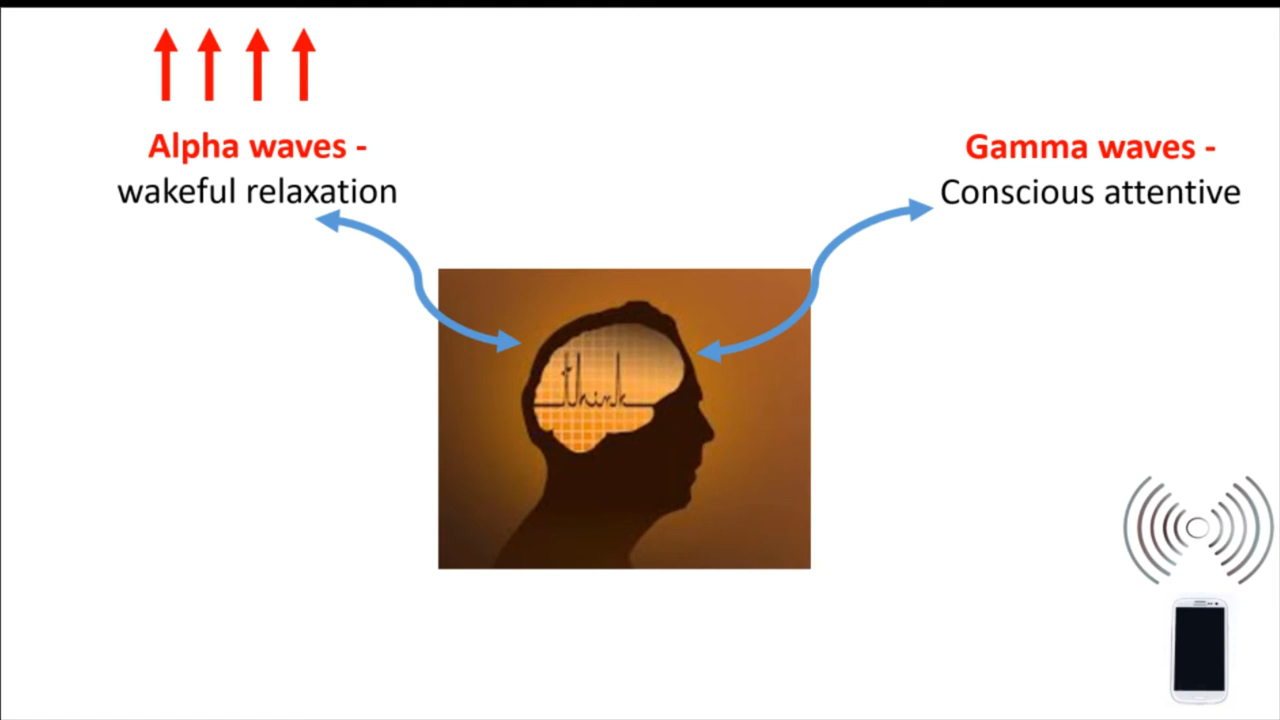 Alpha waves -
wakeful relaxation
Gamma waves -
Conscious attentive
think